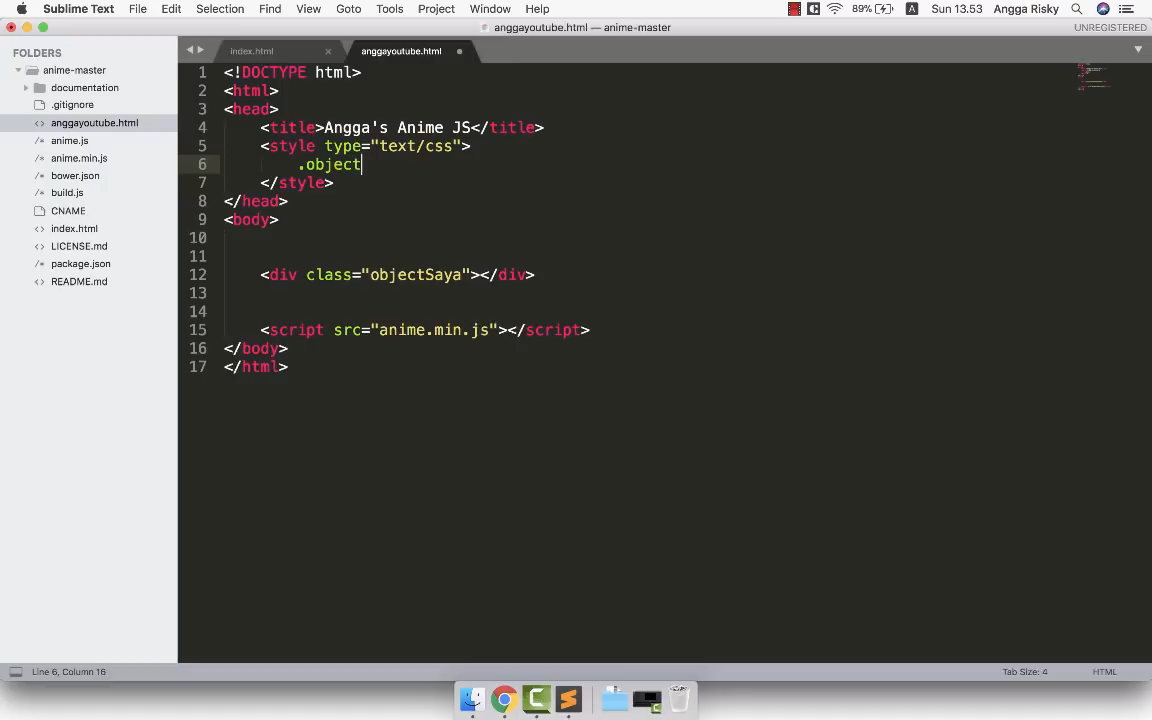 Sublime Text File Edit Selection Find View Goto Tools Project Window Help 89% Sun 13.53 Angga Risky
anggayoutube.html — anime-master UNREGISTERED
FOLDERS
anime-master
documentation
.gitignore
anggayoutube.html
anime.js
anime.min.js
bower.json
build.js
CNAME
index.html
LICENSE.md
package.json
README.md
index.html × anggayoutube.html
1 <!DOCTYPE html>
2 <html>
3 <head>
4 <title>Angga's Anime JS</title>
5 <style type="text/css">
6 .object
7 </style>
8 </head>
9 <body>
10
11
12 <div class="objectSaya"></div>
13
14
15 <script src="anime.min.js"></script>
16 </body>
17 </html>
Line 6, Column 16 Tab Size: 4 HTML